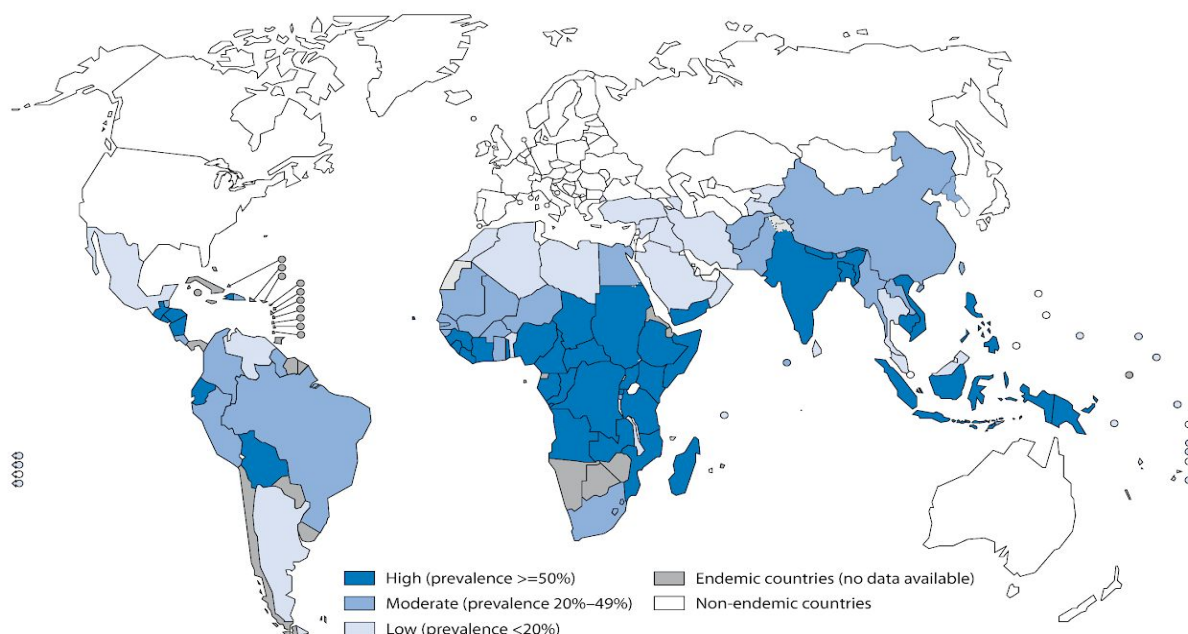 High (prevalence >=50%)
Moderate (prevalence 20%–49%)
Low (prevalence <20%)
Endemic countries (no data available)
Non-endemic countries